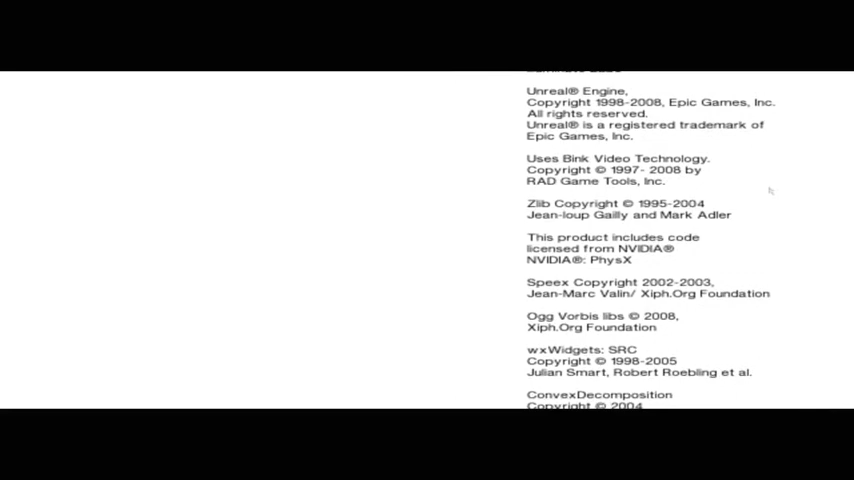 Unreal® Engine,
Copyright 1998-2008, Epic Games, Inc.
All rights reserved.
Unreal® is a registered trademark of
Epic Games, Inc.
Uses Bink Video Technology.
Copyright © 1997- 2008 by
RAD Game Tools, Inc.
Zlib Copyright © 1995-2004
Jean-loup Gailly and Mark Adler
This product includes code
licensed from NVIDIA®
NVIDIA®: PhysX
Speex Copyright 2002-2003,
Jean-Marc Valin/ Xiph.Org Foundation
Ogg Vorbis libs © 2008,
Xiph.Org Foundation
wxWidgets: SRC
Copyright © 1998-2005
Julian Smart, Robert Roebling et al.
ConvexDecomposition
Copyright © 2004